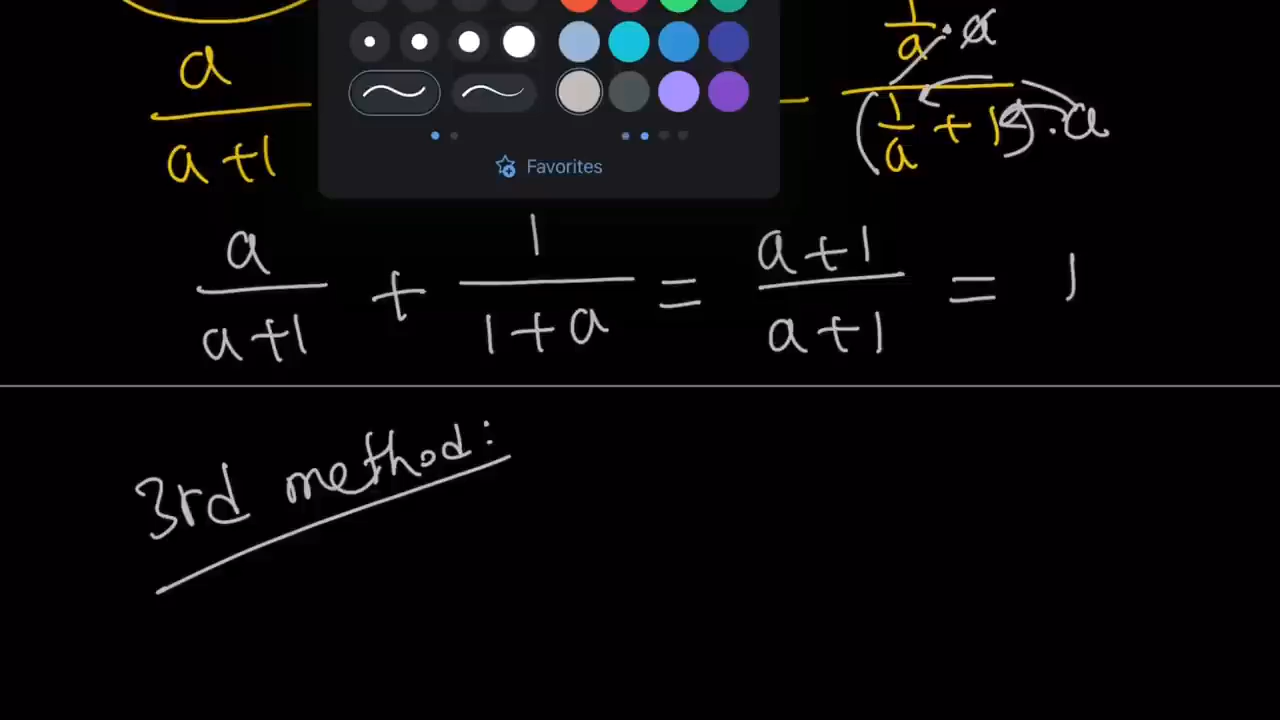 a/(a+1) - (1/a · a)/((1/a + 1) · a)
Favorites
a/(a+1) + 1/(1+a) = (a+1)/(a+1) = 1
3rd method: